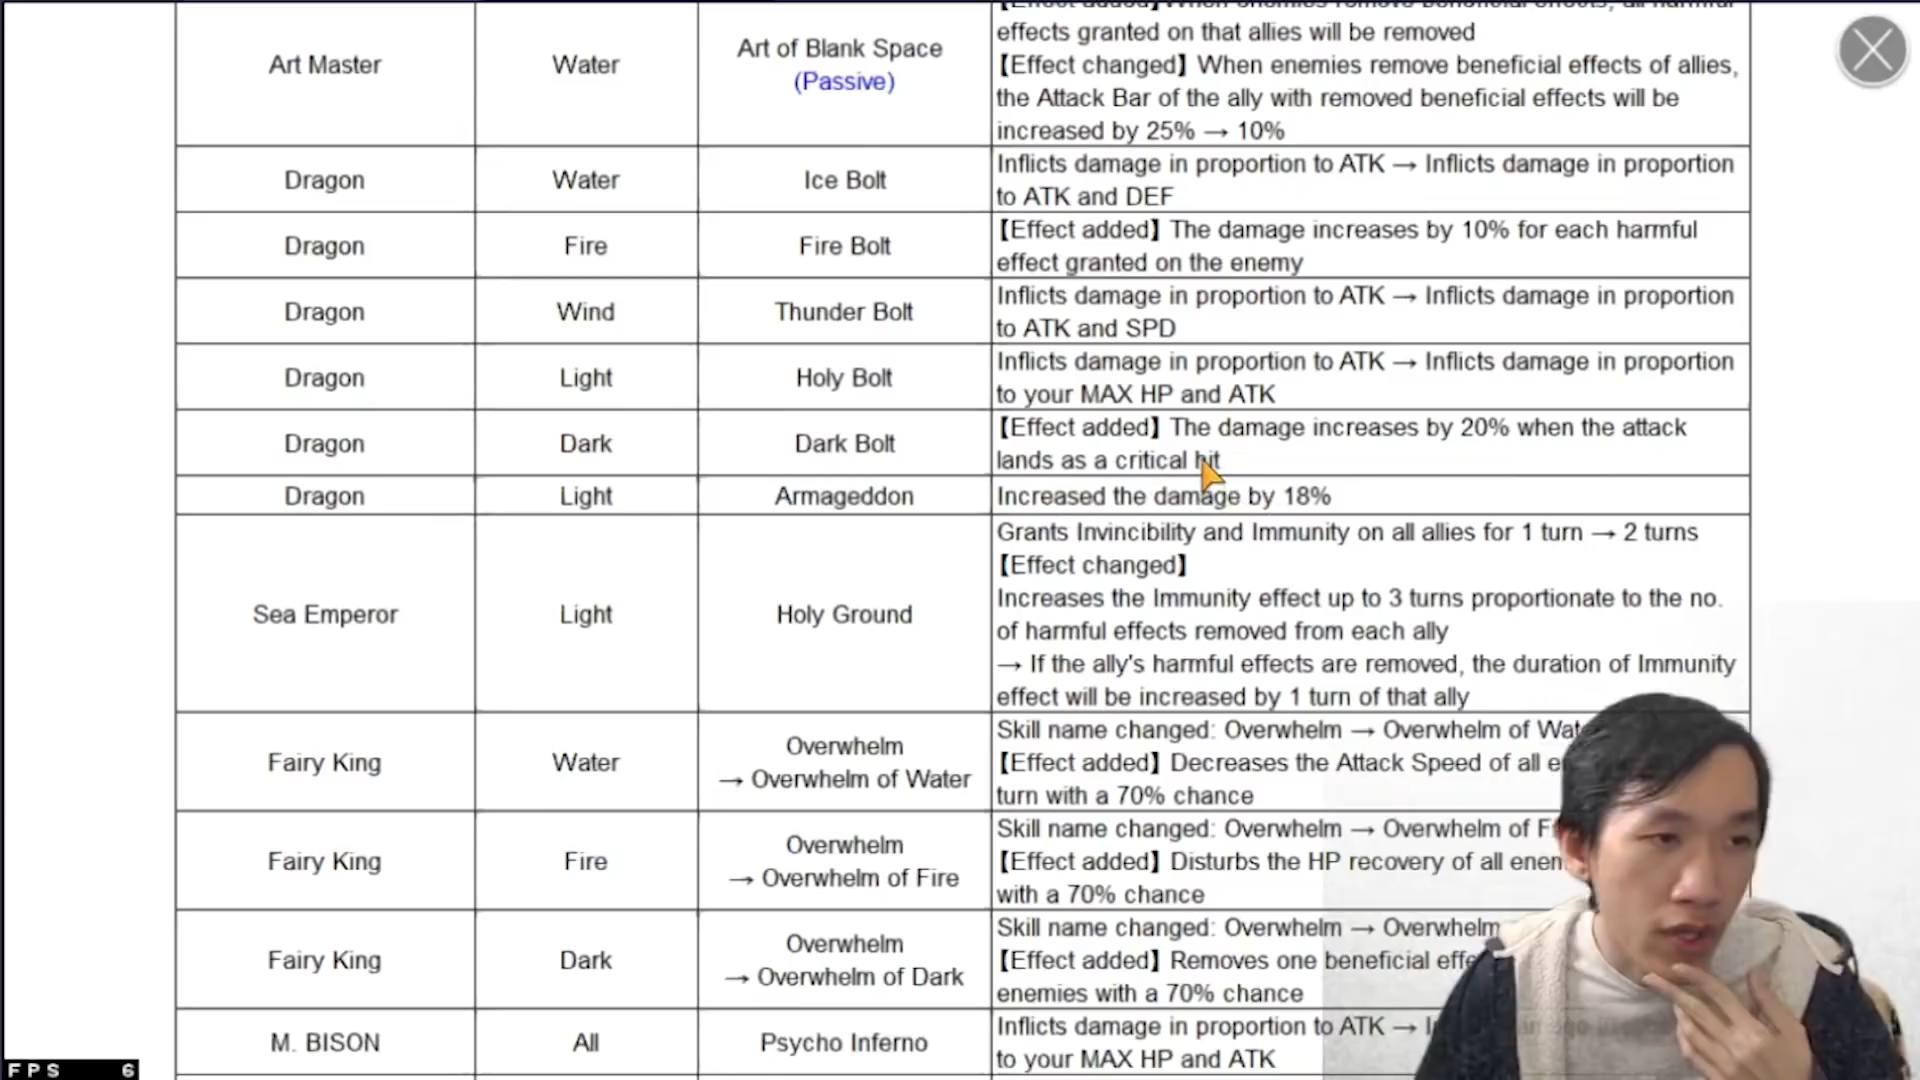 【Effect added】When enemies remove beneficial effects, all harmful
effects granted on that allies will be removed
Art Master
Water
Art of Blank Space
(Passive)
【Effect changed】When enemies remove beneficial effects of allies,
the Attack Bar of the ally with removed beneficial effects will be
increased by 25% → 10%
Dragon
Water
Ice Bolt
Inflicts damage in proportion to ATK → Inflicts damage in proportion
to ATK and DEF
Dragon
Fire
Fire Bolt
【Effect added】The damage increases by 10% for each harmful
effect granted on the enemy
Dragon
Wind
Thunder Bolt
Inflicts damage in proportion to ATK → Inflicts damage in proportion
to ATK and SPD
Dragon
Light
Holy Bolt
Inflicts damage in proportion to ATK → Inflicts damage in proportion
to your MAX HP and ATK
Dragon
Dark
Dark Bolt
【Effect added】The damage increases by 20% when the attack
lands as a critical hit
Dragon
Light
Armageddon
Increased the damage by 18%
Sea Emperor
Light
Holy Ground
Grants Invincibility and Immunity on all allies for 1 turn → 2 turns
【Effect changed】
Increases the Immunity effect up to 3 turns proportionate to the no.
of harmful effects removed from each ally
→ If the ally's harmful effects are removed, the duration of Immunity
effect will be increased by 1 turn of that ally
Fairy King
Water
Overwhelm
→ Overwhelm of Water
Skill name changed: Overwhelm → Overwhelm of
【Effect added】Decreases the Attack Speed of all
turn with a 70% chance
Fairy King
Fire
Overwhelm
→ Overwhelm of Fire
Skill name changed: Overwhelm → Overwhelm of
【Effect added】Disturbs the HP recovery of all
with a 70% chance
Fairy King
Dark
Overwhelm
→ Overwhelm of Dark
Skill name changed: Overwhelm → Overwhelm
【Effect added】Removes one beneficial
enemies with a 70% chance
M. BISON
All
Psycho Inferno
Inflicts damage in proportion to ATK →
to your MAX HP and ATK
FPS 6